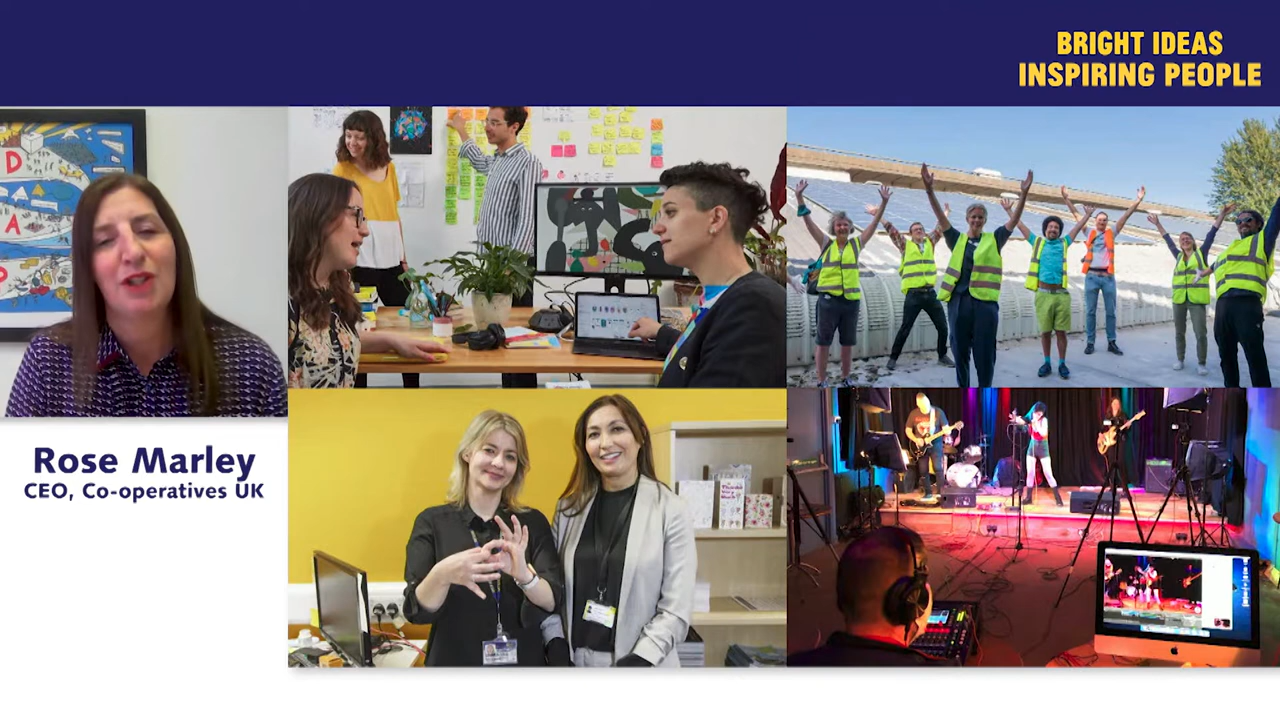 BRIGHT IDEAS
INSPIRING PEOPLE
D
A
Rose Marley
CEO, Co-operatives UK